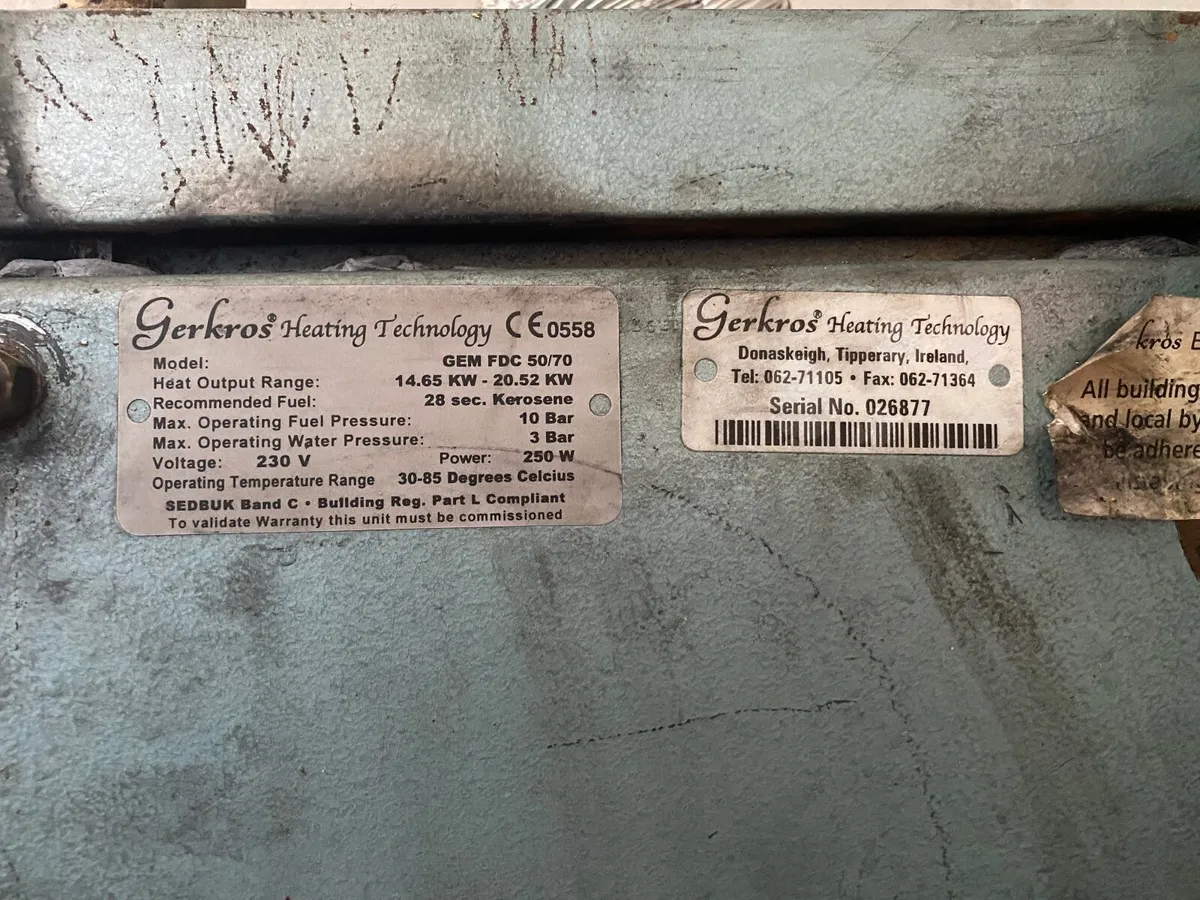 Gerkros® Heating Technology CE0558
Model: GEM FDC 50/70
Heat Output Range: 14.65 KW - 20.52 KW
Recommended Fuel: 28 sec. Kerosene
Max. Operating Fuel Pressure: 10 Bar
Max. Operating Water Pressure: 3 Bar
Voltage: 230 V Power: 250 W
Operating Temperature Range 30-85 Degrees Celcius
SEDBUK Band C • Building Reg. Part L Compliant
To validate Warranty this unit must be commissioned
Gerkros® Heating Technology
Donaskeigh, Tipperary, Ireland,
Tel: 062-71105 • Fax: 062-71364
Serial No. 026877
kros E
All building
and local by
be adhere